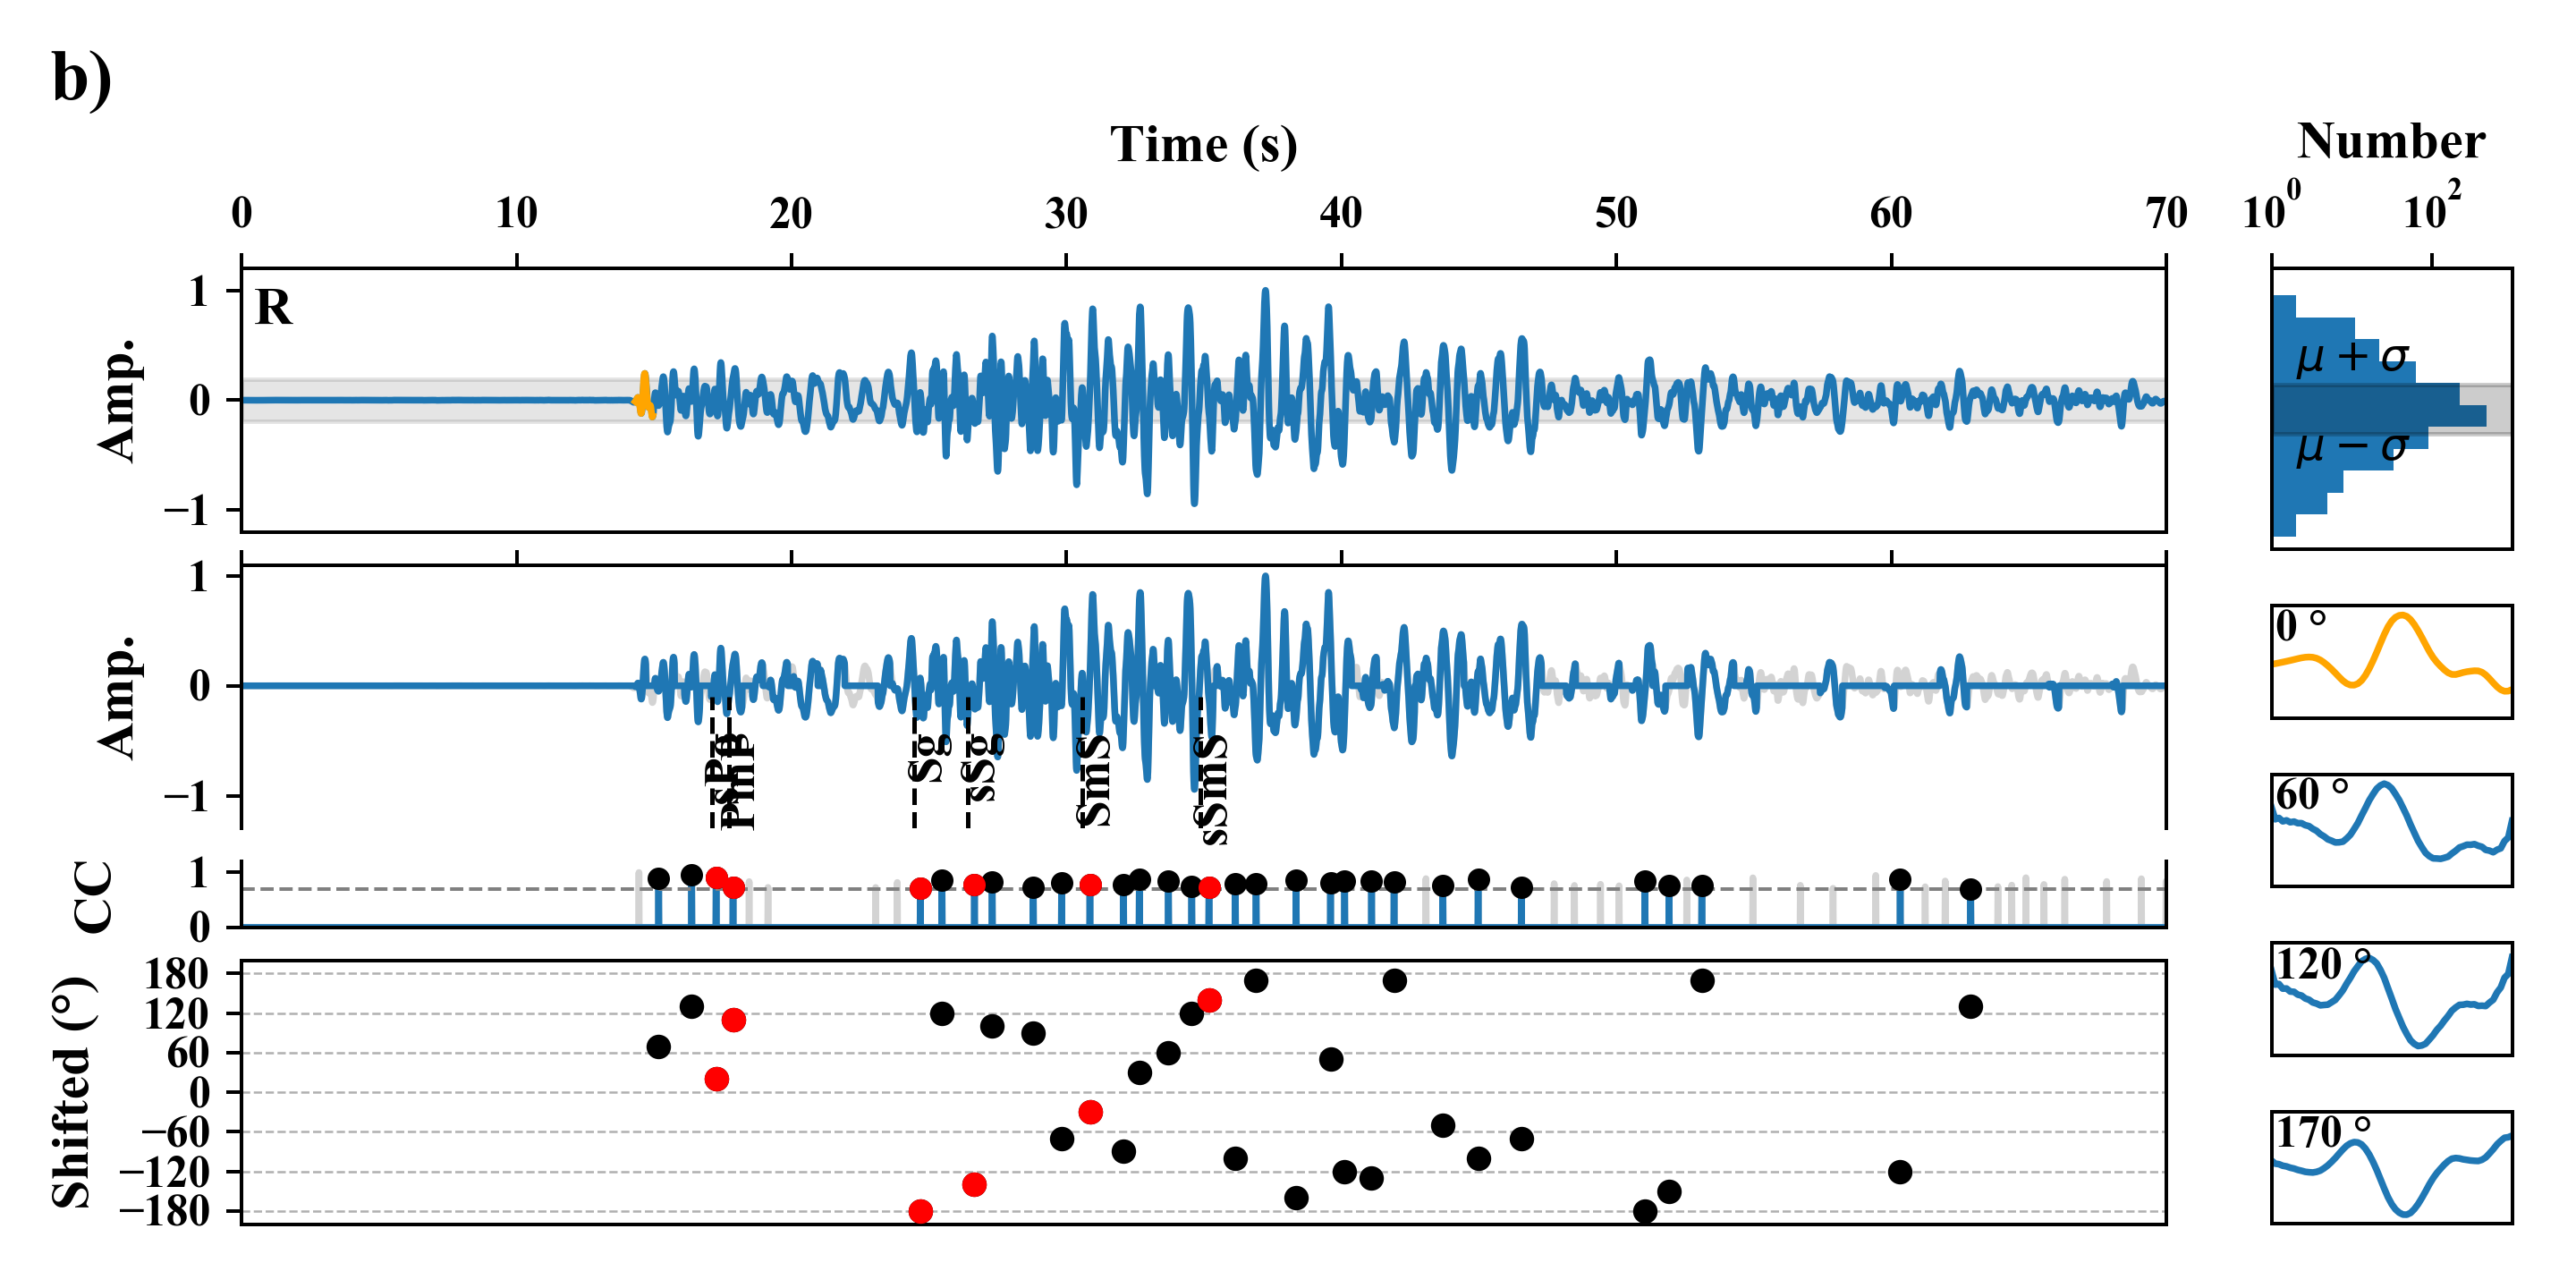 b)
Time (s)
Number
0 10 20 30 40 50 60 70
10^0 10^2
R
Amp.
1
0
−1
μ + σ
μ − σ
Amp.
1
0
−1
sPg
PmP
Sg
sSg
SmS
sSmS
CC
1
0
Shifted (°)
180
120
60
0
−60
−120
−180
0 °
60 °
120 °
170 °